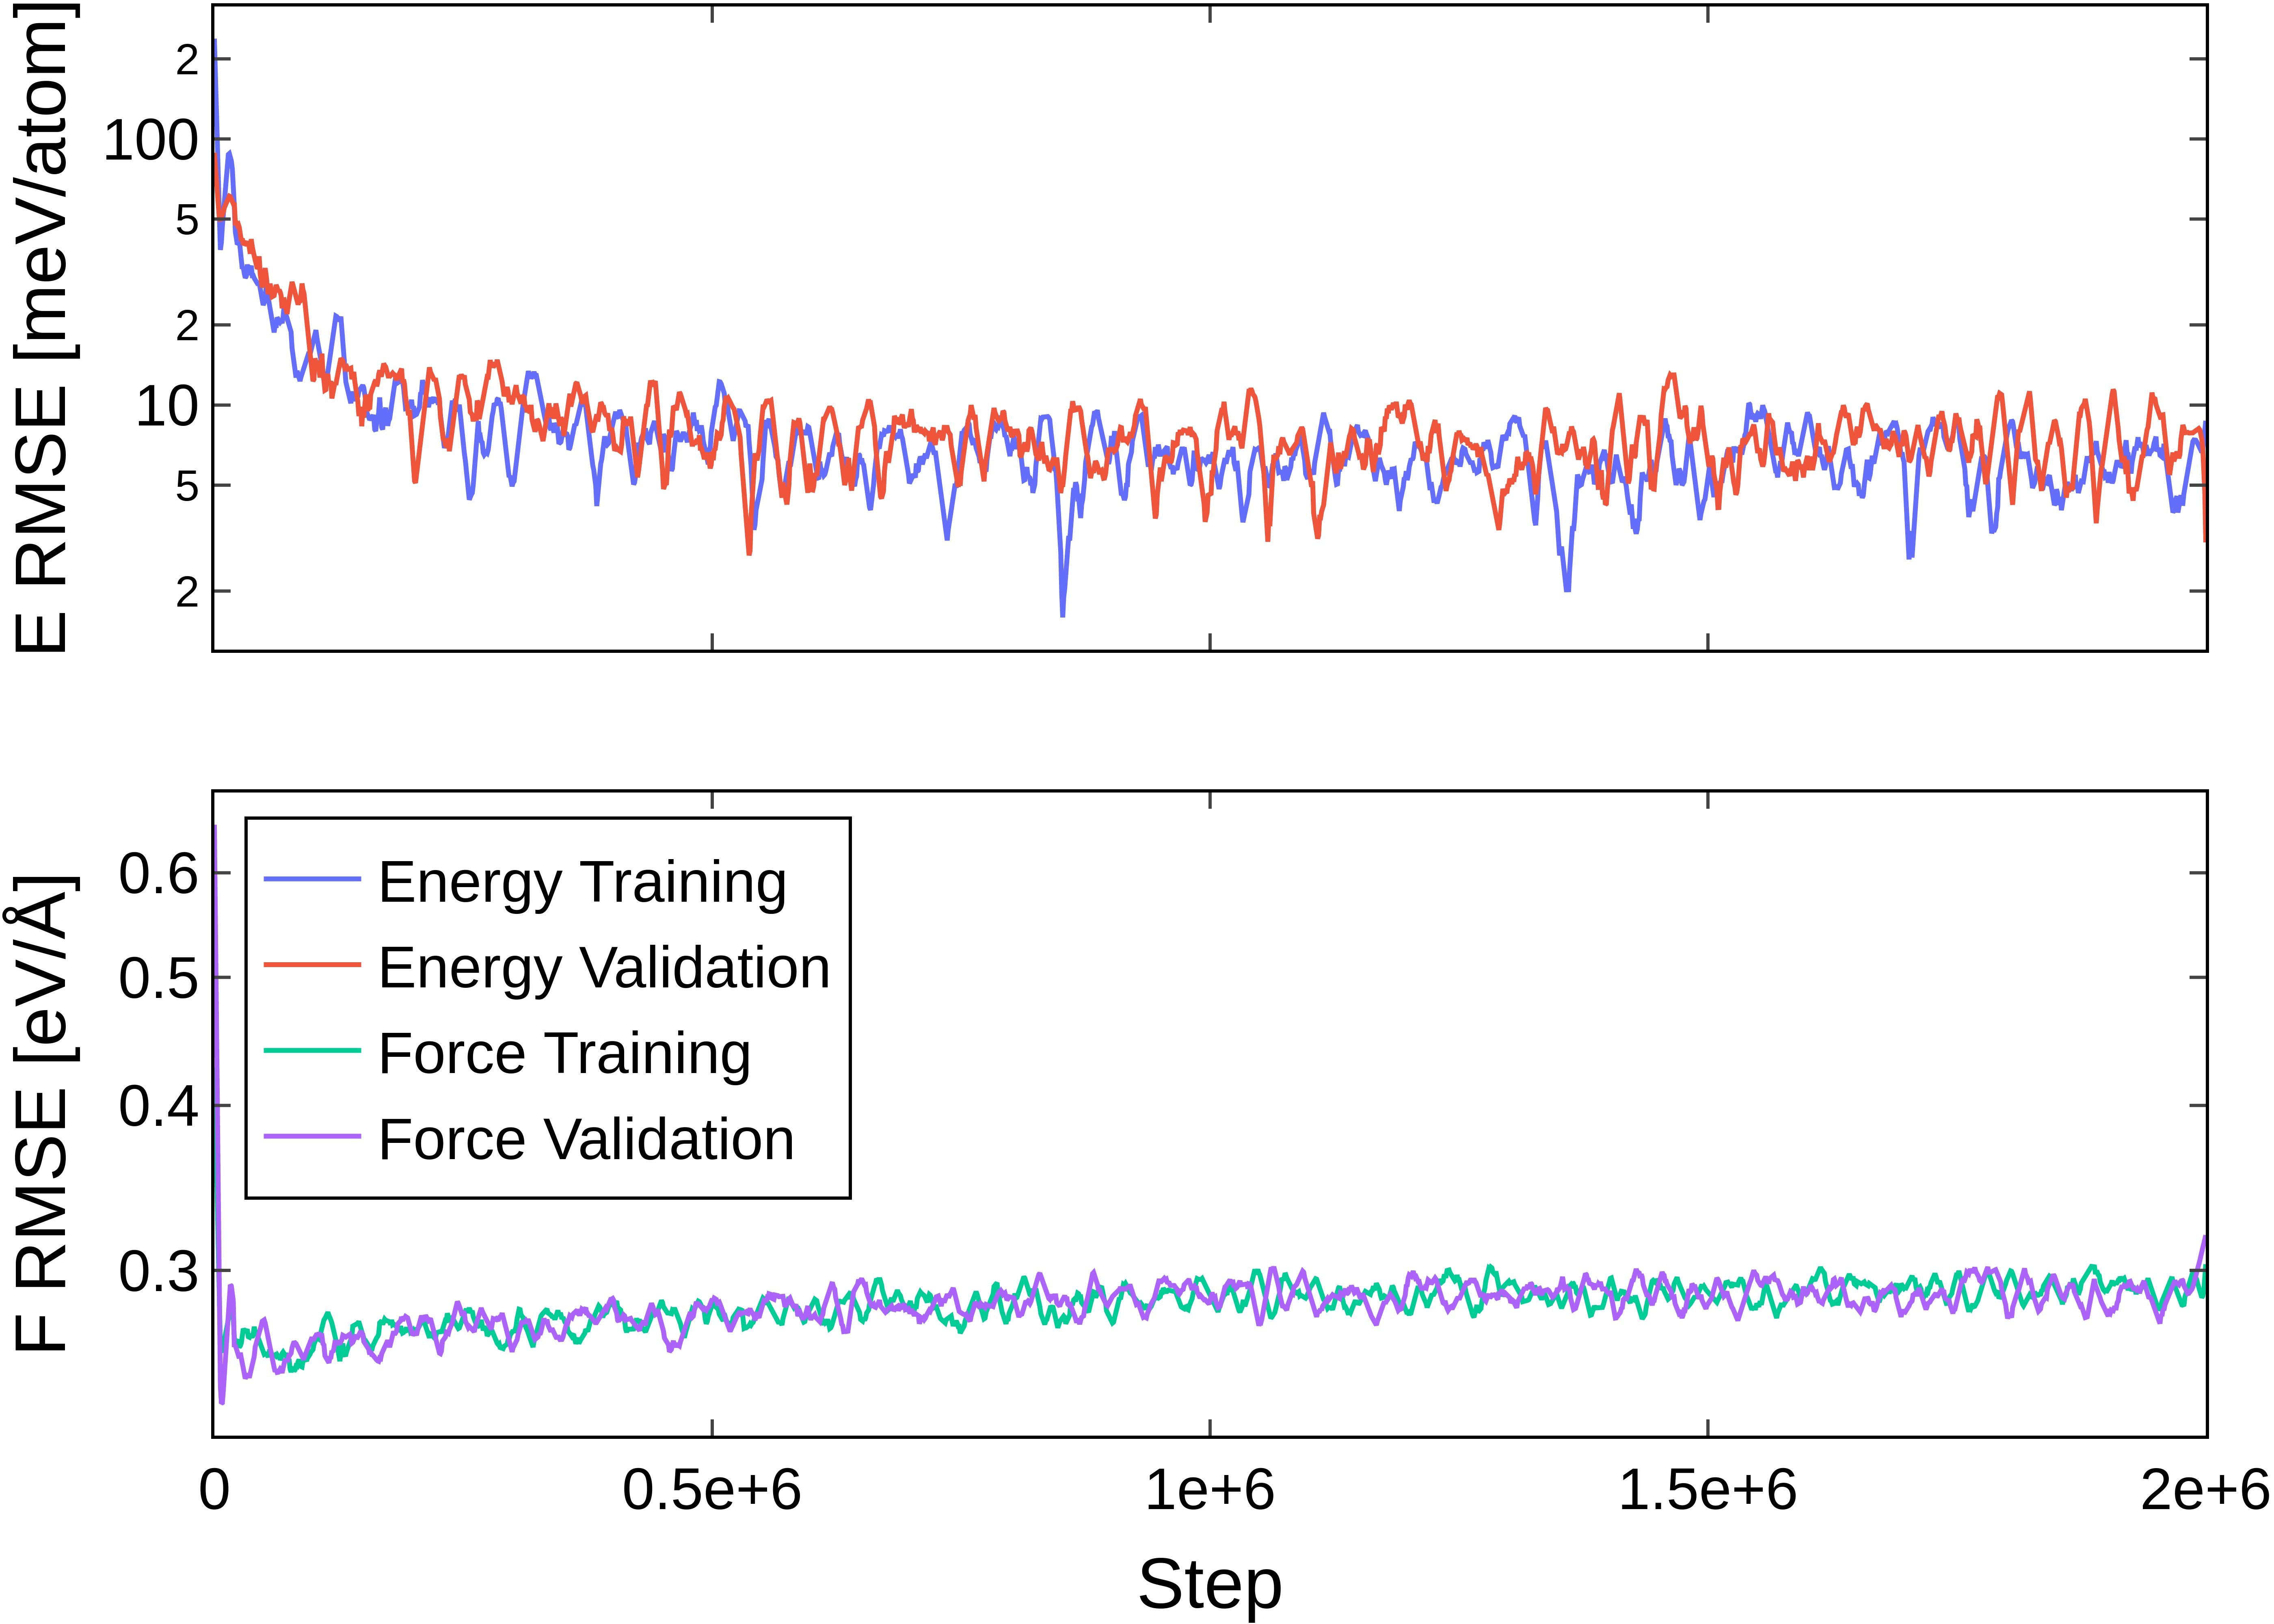 E RMSE [meV/atom]
2
100
5
2
10
5
2
F RMSE [eV/Å]
0.6
0.5
0.4
0.3
Energy Training
Energy Validation
Force Training
Force Validation
0 0.5e+6 1e+6 1.5e+6 2e+6
Step